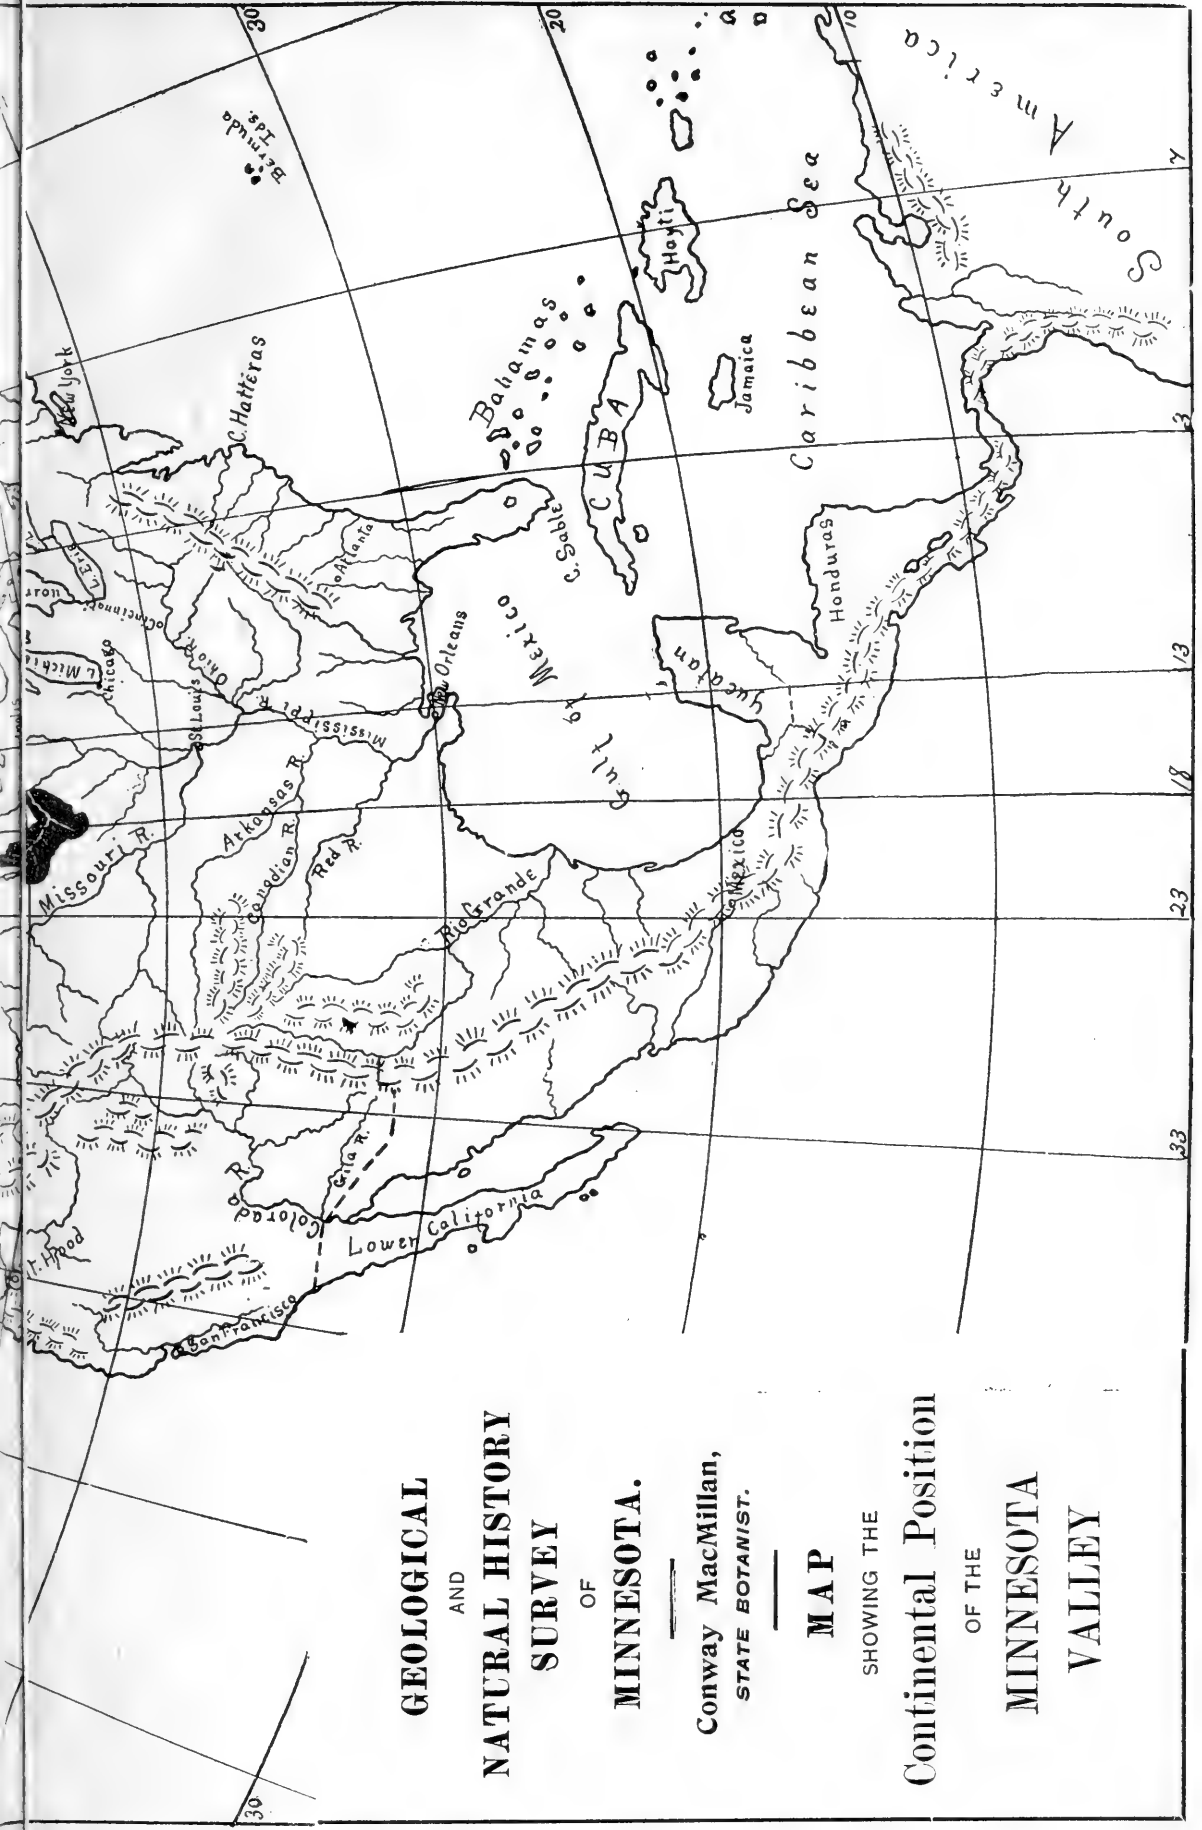 GEOLOGICAL
AND
NATURAL HISTORY
SURVEY
OF
MINNESOTA.
Conway MacMillan,
STATE BOTANIST.
MAP
SHOWING THE
Continental Position
OF THE
MINNESOTA
VALLEY
30
20
10
30
33
23
18
13
3
Bermuda
Ids.
New York
C. Hatteras
L. Erie
Cincinnati
Atlanta
L. Michi
Chicago
Ohio R.
St. Louis
Mississippi R.
New Orleans
Missouri R.
Arkansas R.
Canadian R.
Red R.
Rio Grande
Colorado R.
Gila R.
t. Hood
San Francisco
Lower California
Bahamas
CUBA
C. Sable
Hayti
Jamaica
Caribbean Sea
Gulf of Mexico
Yucatan
Honduras
Mexico
South America